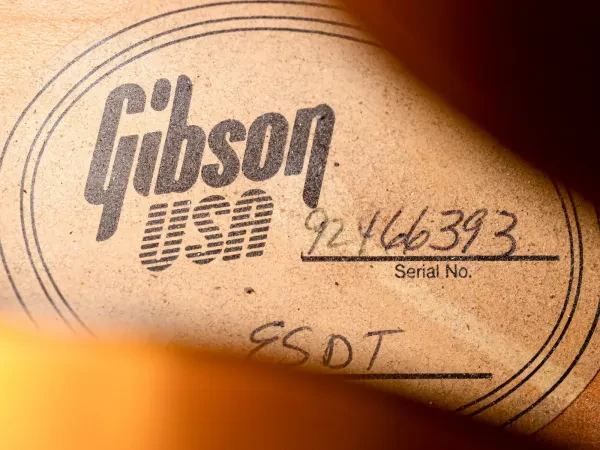 Gibson
USA
92466393
Serial No.
ESDT